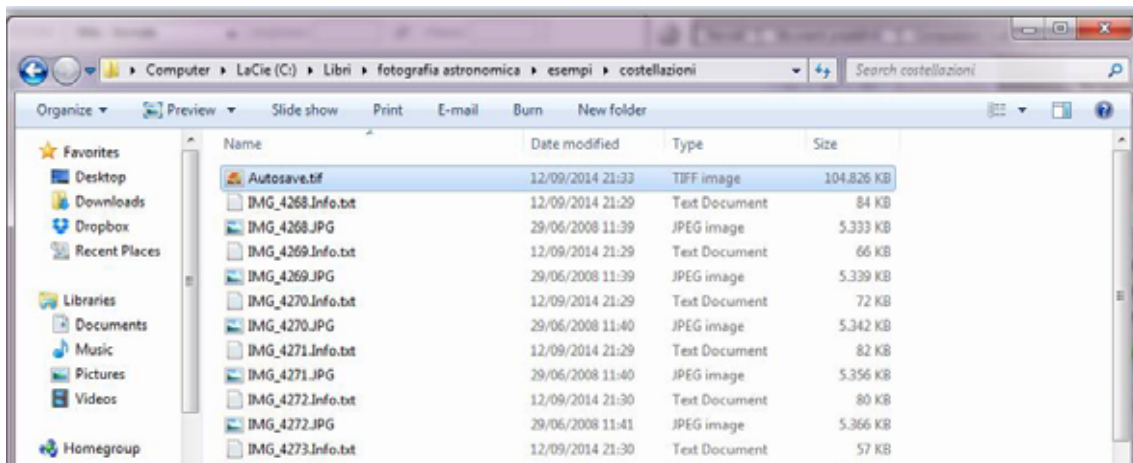 Computer ▸ LaCie (C:) ▸ Libri ▸ fotografia astronomica ▸ esempi ▸ costellazioni
Search costellazioni
Organize Preview Slide show Print E-mail Burn New folder
Favorites
Desktop
Downloads
Dropbox
Recent Places
Libraries
Documents
Music
Pictures
Videos
Homegroup
Name Date modified Type Size
Autosave.tif 12/09/2014 21:33 TIFF image 104.826 KB
IMG_4268.Info.txt 12/09/2014 21:29 Text Document 84 KB
IMG_4268.JPG 29/06/2008 11:39 JPEG image 5.333 KB
IMG_4269.Info.txt 12/09/2014 21:29 Text Document 66 KB
IMG_4269.JPG 29/06/2008 11:39 JPEG image 5.339 KB
IMG_4270.Info.txt 12/09/2014 21:29 Text Document 72 KB
IMG_4270.JPG 29/06/2008 11:40 JPEG image 5.342 KB
IMG_4271.Info.txt 12/09/2014 21:29 Text Document 82 KB
IMG_4271.JPG 29/06/2008 11:40 JPEG image 5.356 KB
IMG_4272.Info.txt 12/09/2014 21:30 Text Document 80 KB
IMG_4272.JPG 29/06/2008 11:41 JPEG image 5.366 KB
IMG_4273.Info.txt 12/09/2014 21:30 Text Document 57 KB